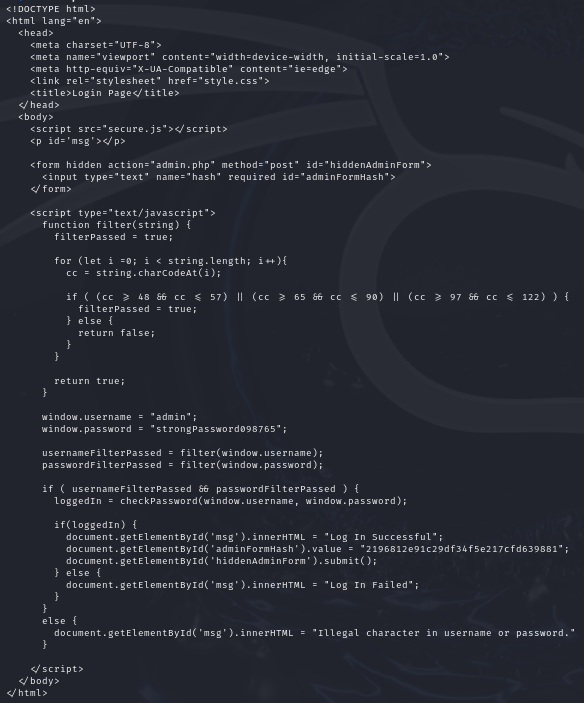 <!DOCTYPE html>
<html lang="en">
  <head>
    <meta charset="UTF-8">
    <meta name="viewport" content="width=device-width, initial-scale=1.0">
    <meta http-equiv="X-UA-Compatible" content="ie=edge">
    <link rel="stylesheet" href="style.css">
    <title>Login Page</title>
  </head>
  <body>
    <script src="secure.js"></script>
    <p id='msg'></p>

    <form hidden action="admin.php" method="post" id="hiddenAdminForm">
      <input type="text" name="hash" required id="adminFormHash">
    </form>

    <script type="text/javascript">
      function filter(string) {
        filterPassed = true;

        for (let i =0; i < string.length; i++){
          cc = string.charCodeAt(i);

          if ( (cc >= 48 && cc <= 57) || (cc >= 65 && cc <= 90) || (cc >= 97 && cc <= 122) ) {
            filterPassed = true;
          } else {
            return false;
          }
        }

        return true;
      }

      window.username = "admin";
      window.password = "strongPassword098765";

      usernameFilterPassed = filter(window.username);
      passwordFilterPassed = filter(window.password);

      if ( usernameFilterPassed && passwordFilterPassed ) {
        loggedIn = checkPassword(window.username, window.password);

        if(loggedIn) {
          document.getElementById('msg').innerHTML = "Log In Successful";
          document.getElementById('adminFormHash').value = "2196812e91c29df34f5e217cfd639881";
          document.getElementById('hiddenAdminForm').submit();
        } else {
          document.getElementById('msg').innerHTML = "Log In Failed";
        }
      }
      else {
        document.getElementById('msg').innerHTML = "Illegal character in username or password."
      }

    </script>
  </body>
</html>